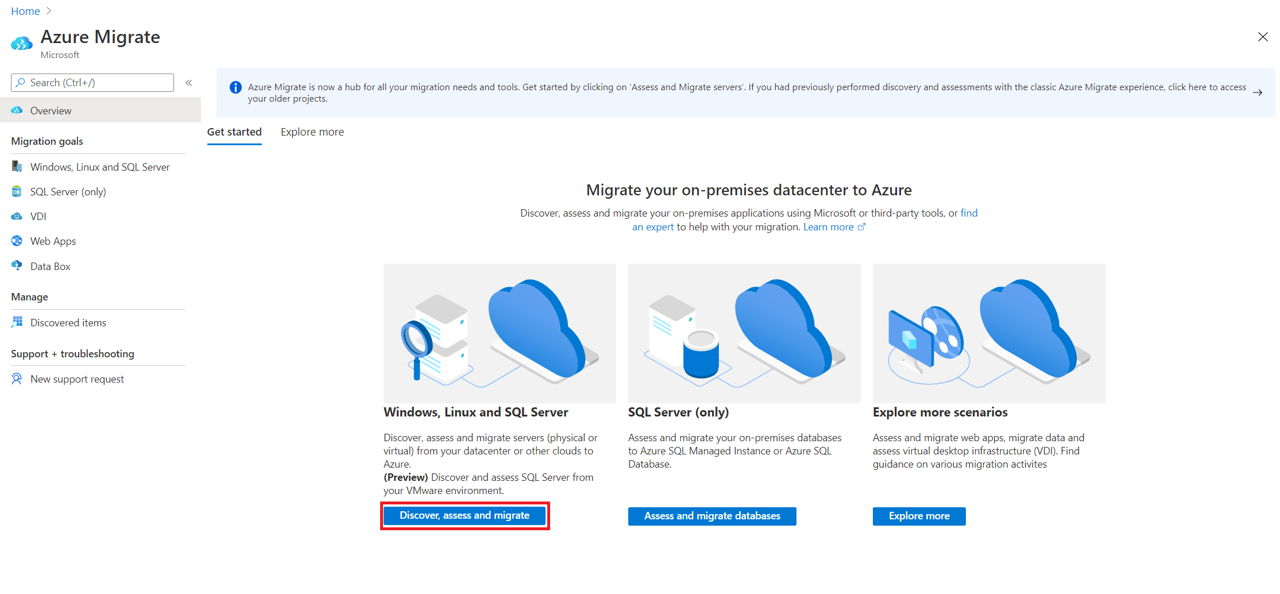 Home
Azure Migrate
Microsoft
Search (Ctrl+/)
Overview
Migration goals
Windows, Linux and SQL Server
SQL Server (only)
VDI
Web Apps
Data Box
Manage
Discovered items
Support + troubleshooting
New support request
Azure Migrate is now a hub for all your migration needs and tools. Get started by clicking on 'Assess and Migrate servers'. If you had previously performed discovery and assessments with the classic Azure Migrate experience, click here to access
your older projects.
Get started
Explore more
Migrate your on-premises datacenter to Azure
Discover, assess and migrate your on-premises applications using Microsoft or third-party tools, or find
an expert to help with your migration. Learn more
Windows, Linux and SQL Server
Discover, assess and migrate servers (physical or
virtual) from your datacenter or other clouds to
Azure.
(Preview) Discover and assess SQL Server from
your VMware environment.
Discover, assess and migrate
SQL Server (only)
Assess and migrate your on-premises databases
to Azure SQL Managed Instance or Azure SQL
Database.
Assess and migrate databases
Explore more scenarios
Assess and migrate web apps, migrate data and
assess virtual desktop infrastructure (VDI). Find
guidance on various migration activites
Explore more